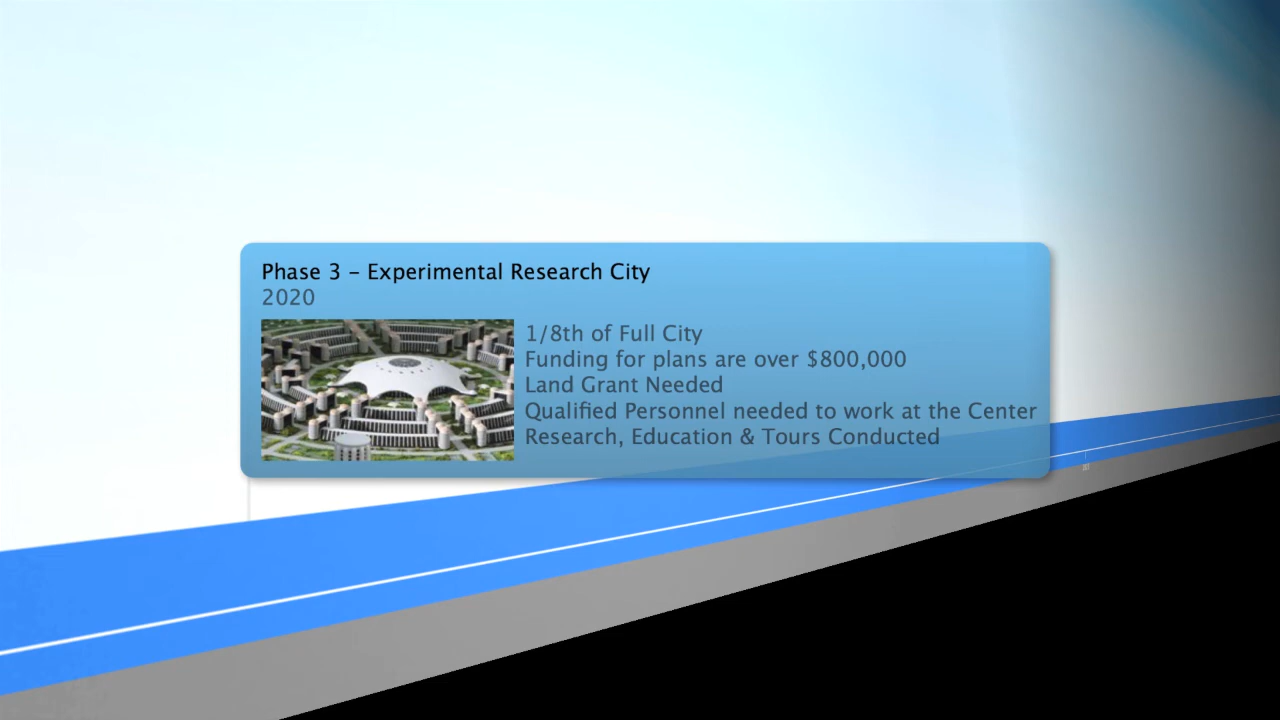 Phase 3 – Experimental Research City
2020
1/8th of Full City
Funding for plans are over $800,000
Land Grant Needed
Qualified Personnel needed to work at the Center
Research, Education & Tours Conducted